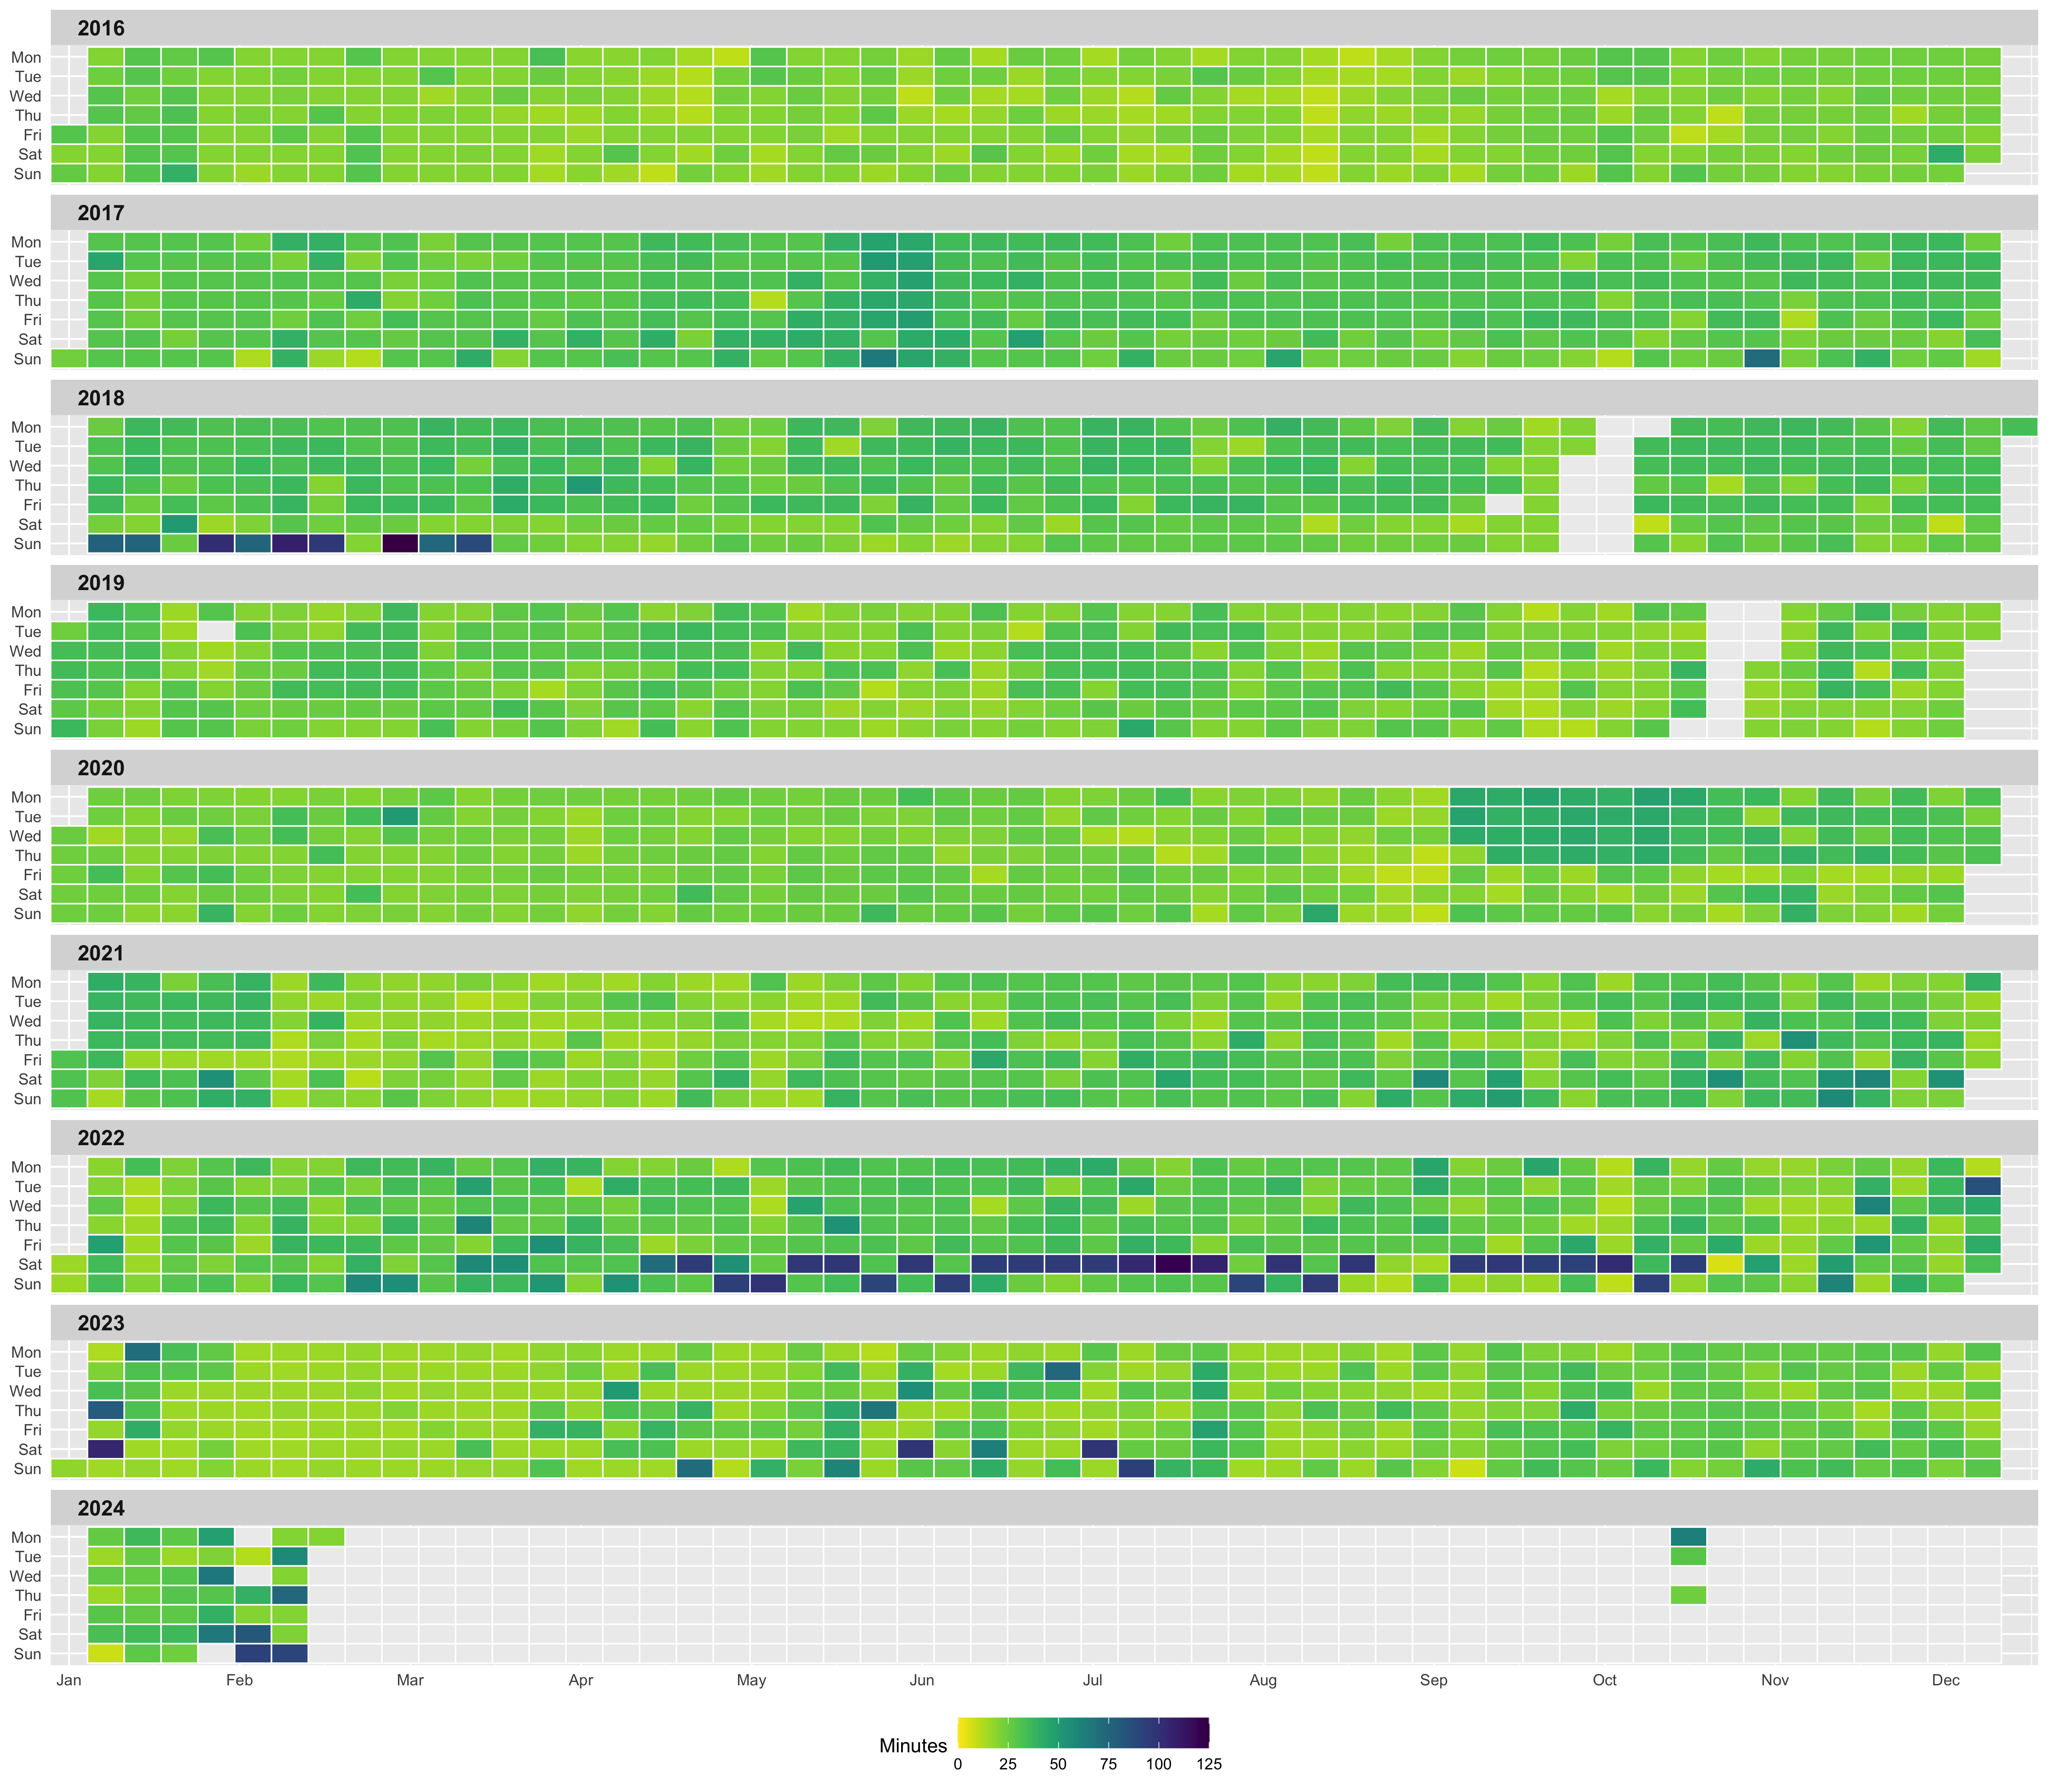 2016
Mon
Tue
Wed
Thu
Fri
Sat
Sun
2017
Mon
Tue
Wed
Thu
Fri
Sat
Sun
2018
Mon
Tue
Wed
Thu
Fri
Sat
Sun
2019
Mon
Tue
Wed
Thu
Fri
Sat
Sun
2020
Mon
Tue
Wed
Thu
Fri
Sat
Sun
2021
Mon
Tue
Wed
Thu
Fri
Sat
Sun
2022
Mon
Tue
Wed
Thu
Fri
Sat
Sun
2023
Mon
Tue
Wed
Thu
Fri
Sat
Sun
2024
Mon
Tue
Wed
Thu
Fri
Sat
Sun
Jan Feb Mar Apr May Jun Jul Aug Sep Oct Nov Dec
Minutes
0 25 50 75 100 125